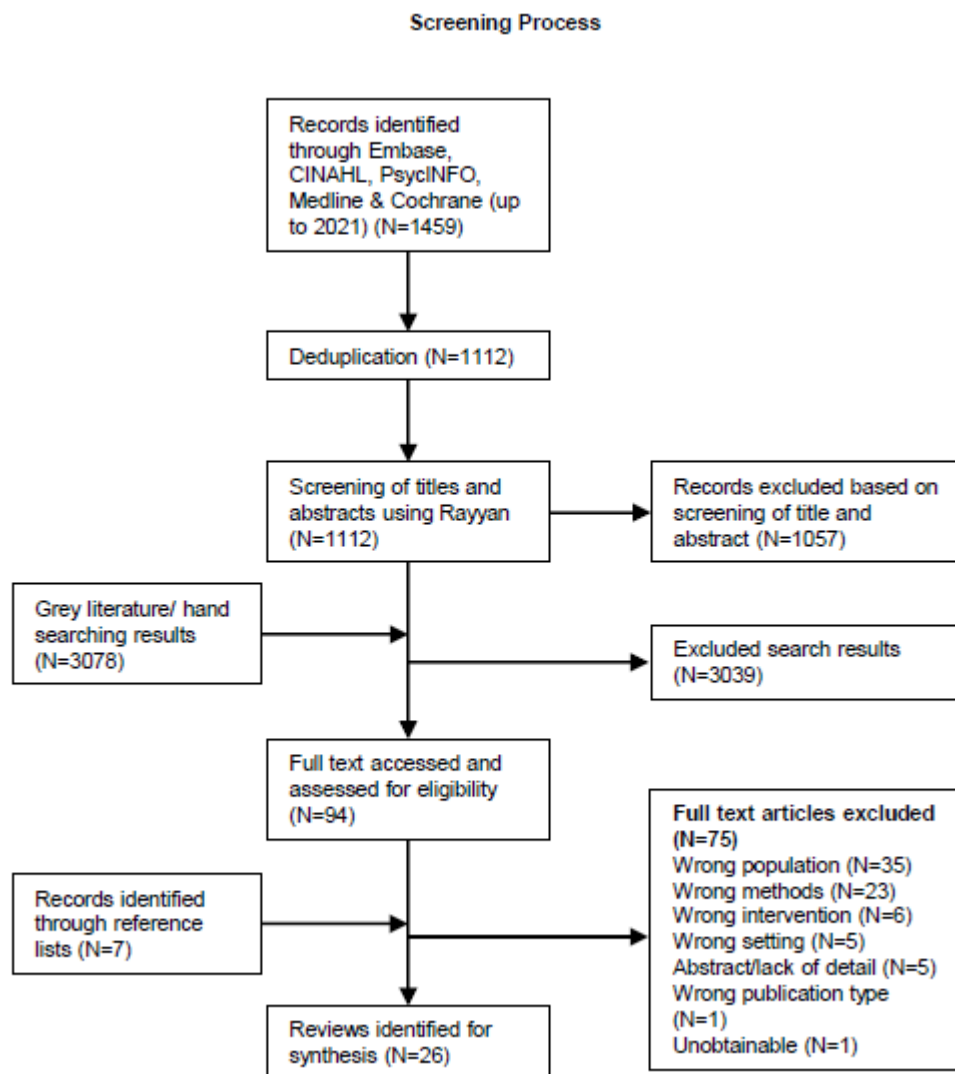 Screening Process
Records identified
through Embase,
CINAHL, PsycINFO,
Medline & Cochrane (up
to 2021) (N=1459)
Deduplication (N=1112)
Screening of titles and
abstracts using Rayyan
(N=1112)
Records excluded based on
screening of title and
abstract (N=1057)
Grey literature/ hand
searching results
(N=3078)
Excluded search results
(N=3039)
Full text accessed and
assessed for eligibility
(N=94)
Full text articles excluded
(N=75)
Wrong population (N=35)
Wrong methods (N=23)
Wrong intervention (N=6)
Wrong setting (N=5)
Abstract/lack of detail (N=5)
Wrong publication type
(N=1)
Unobtainable (N=1)
Records identified
through reference
lists (N=7)
Reviews identified for
synthesis (N=26)